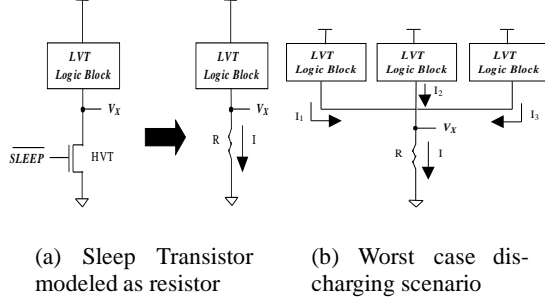 LVT
Logic Block
V_X
SLEEP
HVT
LVT
Logic Block
V_X
R
I
LVT
Logic Block
LVT
Logic Block
LVT
Logic Block
I_1
I_2
I_3
V_X
R
I
(a) Sleep Transistor
modeled as resistor
(b) Worst case dis-
charging scenario